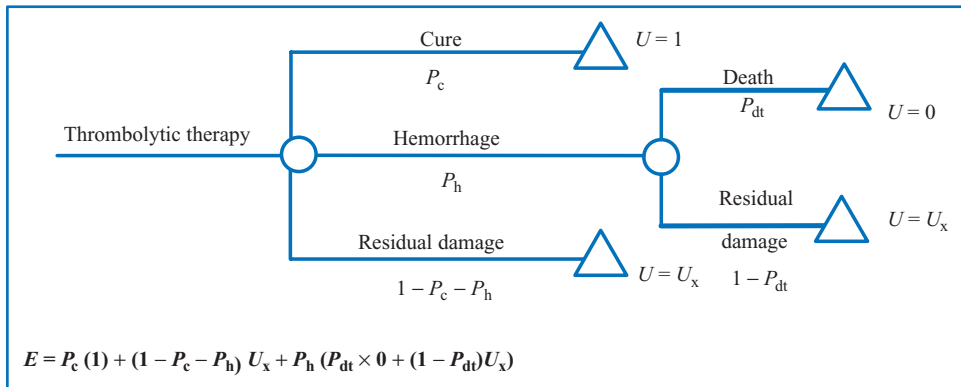 Cure
U = 1
P_c
Death
P_dt
U = 0
Thrombolytic therapy
Hemorrhage
P_h
Residual
damage
U = U_x
1 – P_dt
Residual damage
U = U_x
1 – P_c – P_h
E = P_c (1) + (1 – P_c – P_h) U_x + P_h (P_dt × 0 + (1 – P_dt)U_x)